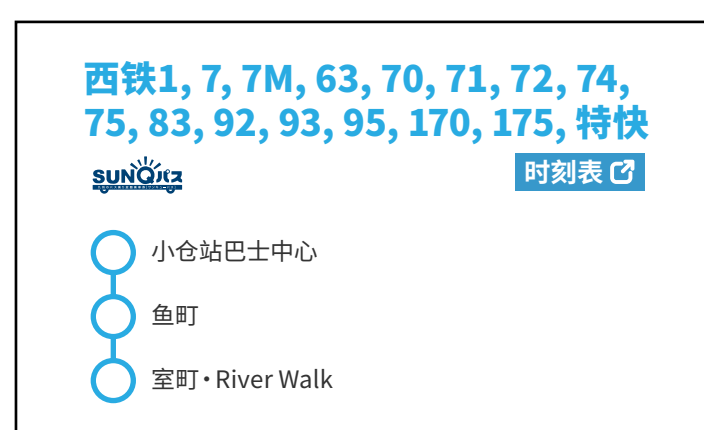 西铁1, 7, 7M, 63, 70, 71, 72, 74,
75, 83, 92, 93, 95, 170, 175, 特快
SUNQパス
时刻表
小仓站巴士中心
鱼町
室町・River Walk